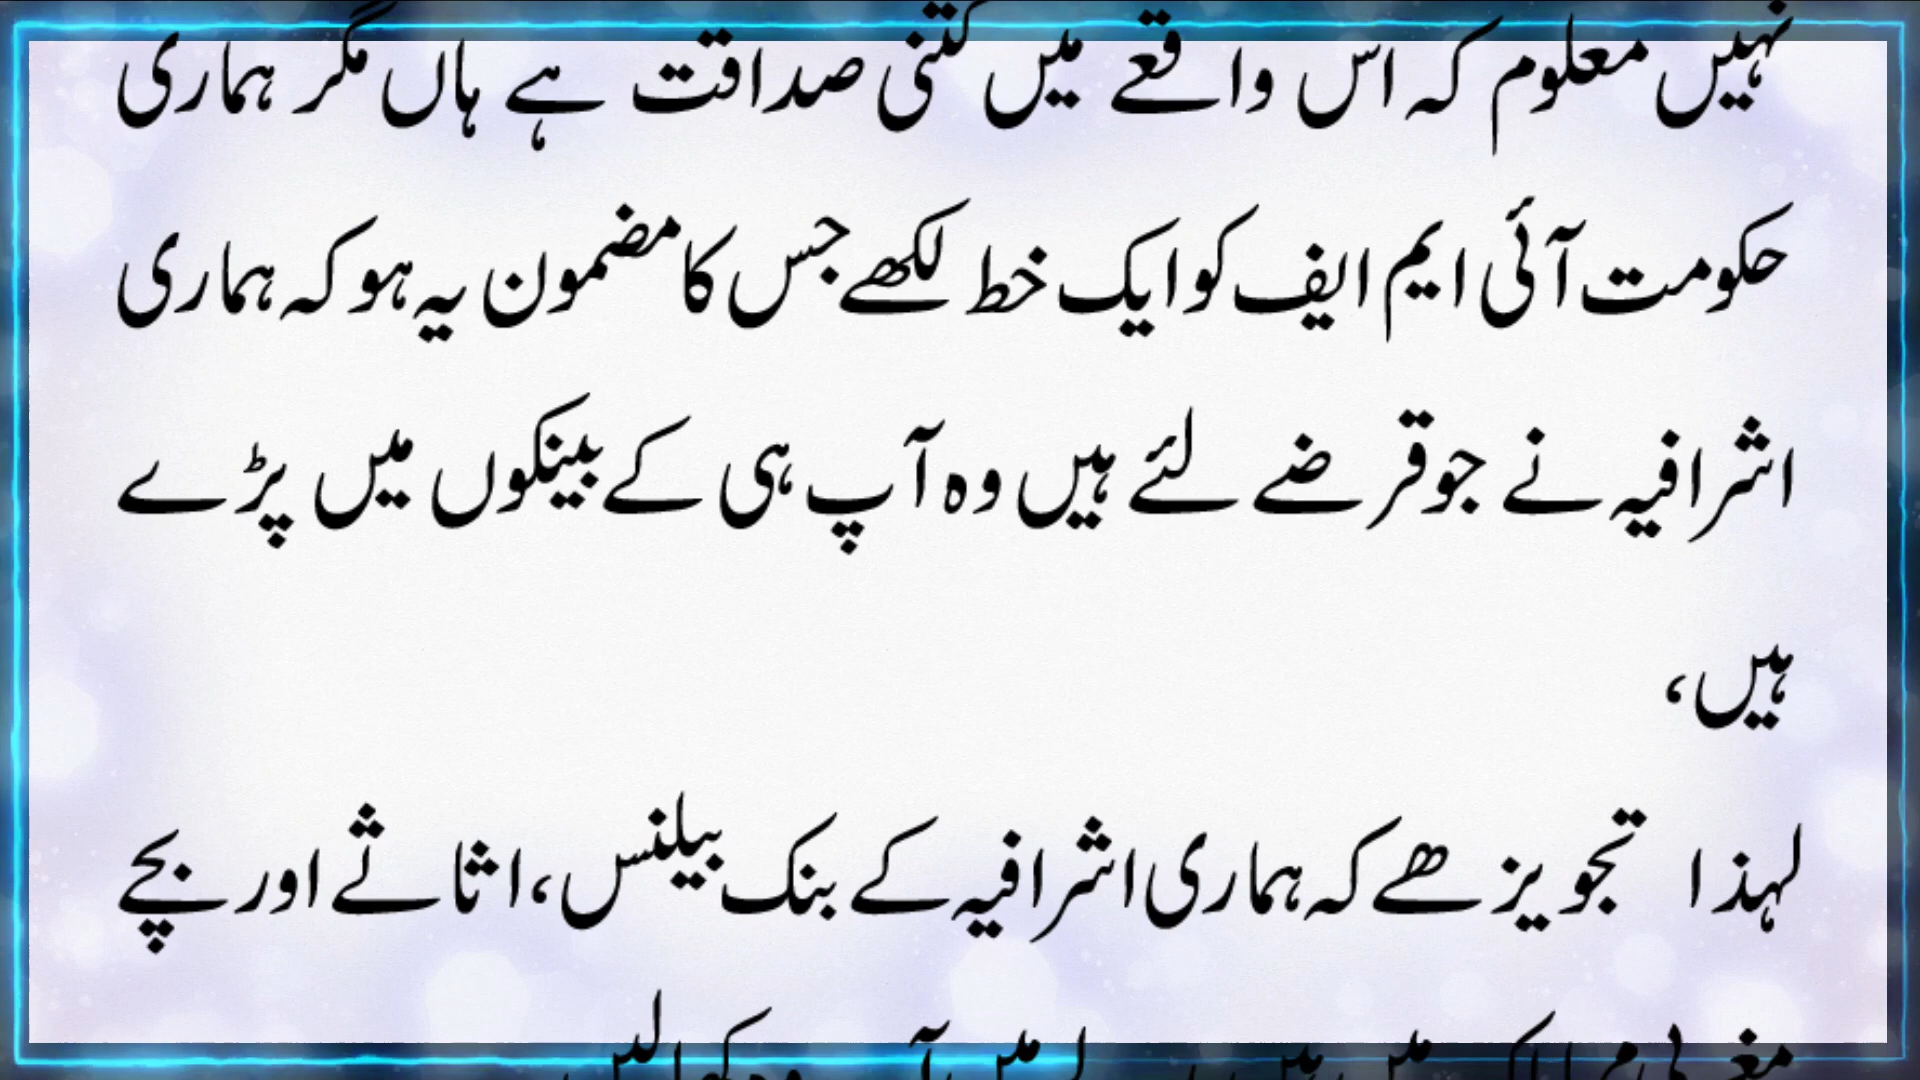 نہیں معلوم کہ اس واقعے میں کتنی صداقت ہے ہاں مگر ہماری
حکومت آئی ایم ایف کو ایک خط لکھے جس کا مضمون یہ ہو کہ ہماری
اشرافیہ نے جو قرضے لئے ہیں وہ آپ ہی کے بینکوں میں پڑے
ہیں،
لہذا تجویز ھے کہ ہماری اشرافیہ کے بنک بیلنس، اثاثے اور بچے